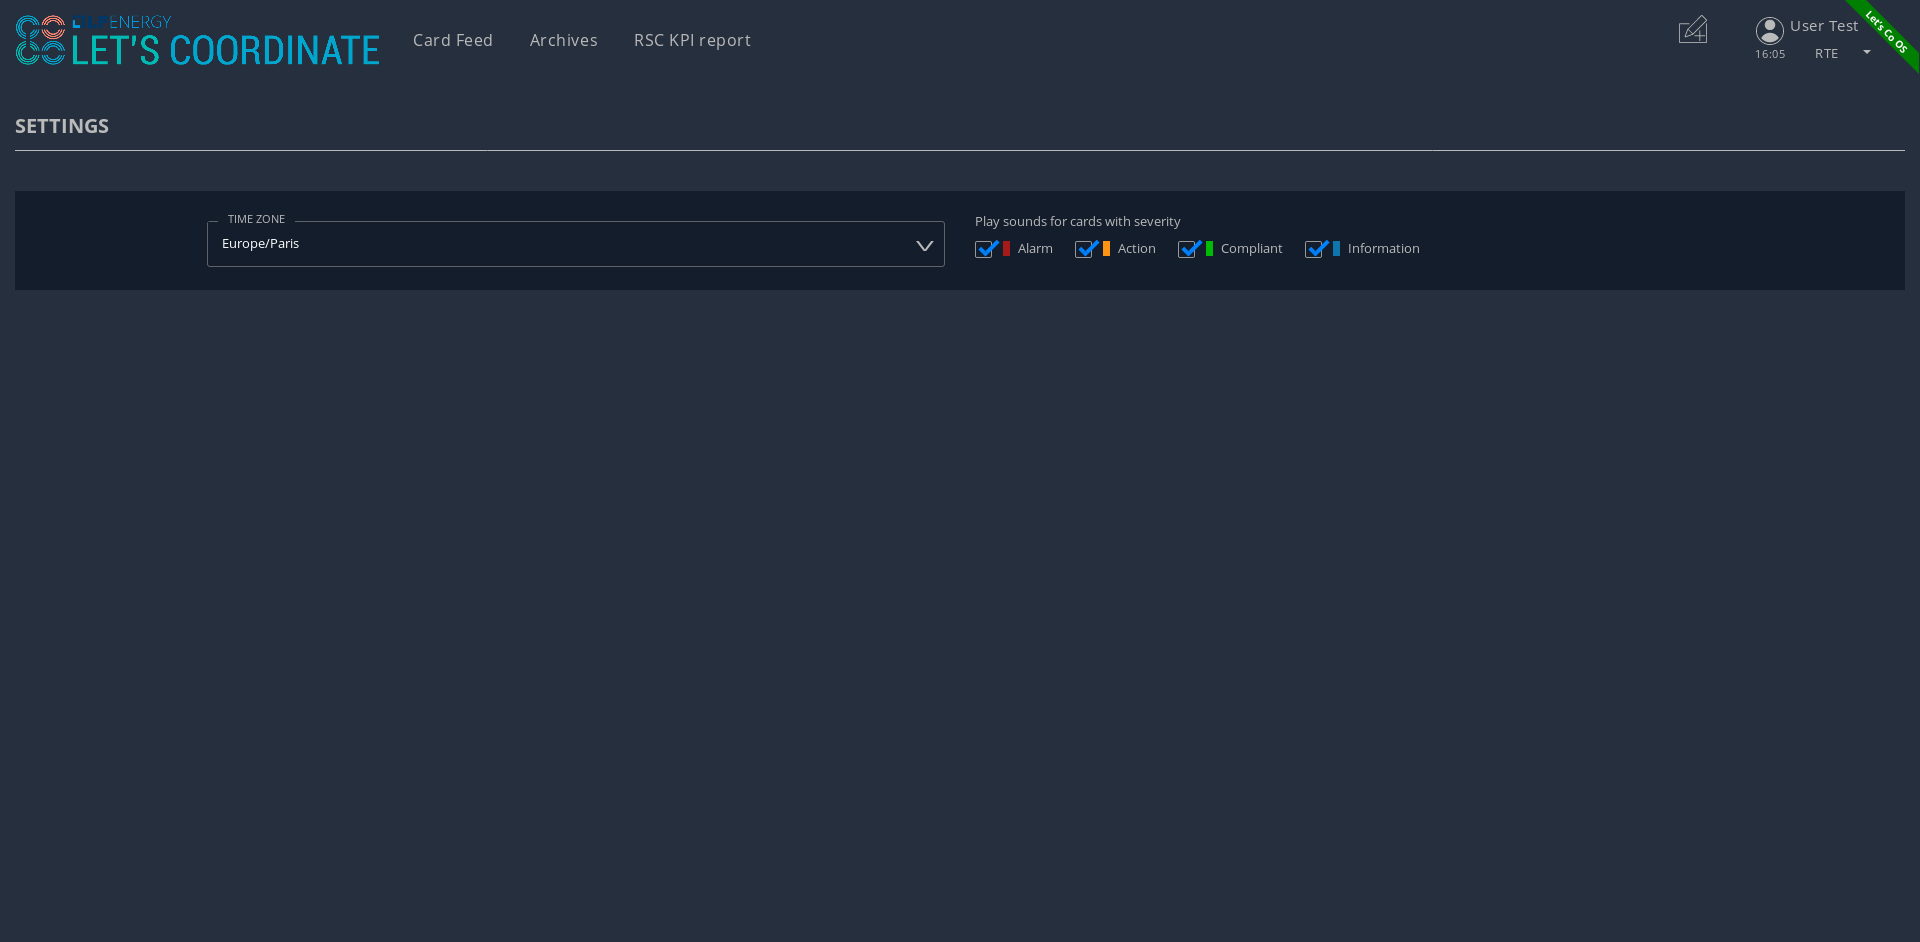 ENERGY
LET'S COORDINATE
Card Feed
Archives
RSC KPI report
User Test
16:05
RTE
Let's Co OS
SETTINGS
TIME ZONE
Europe/Paris
Play sounds for cards with severity
Alarm
Action
Compliant
Information